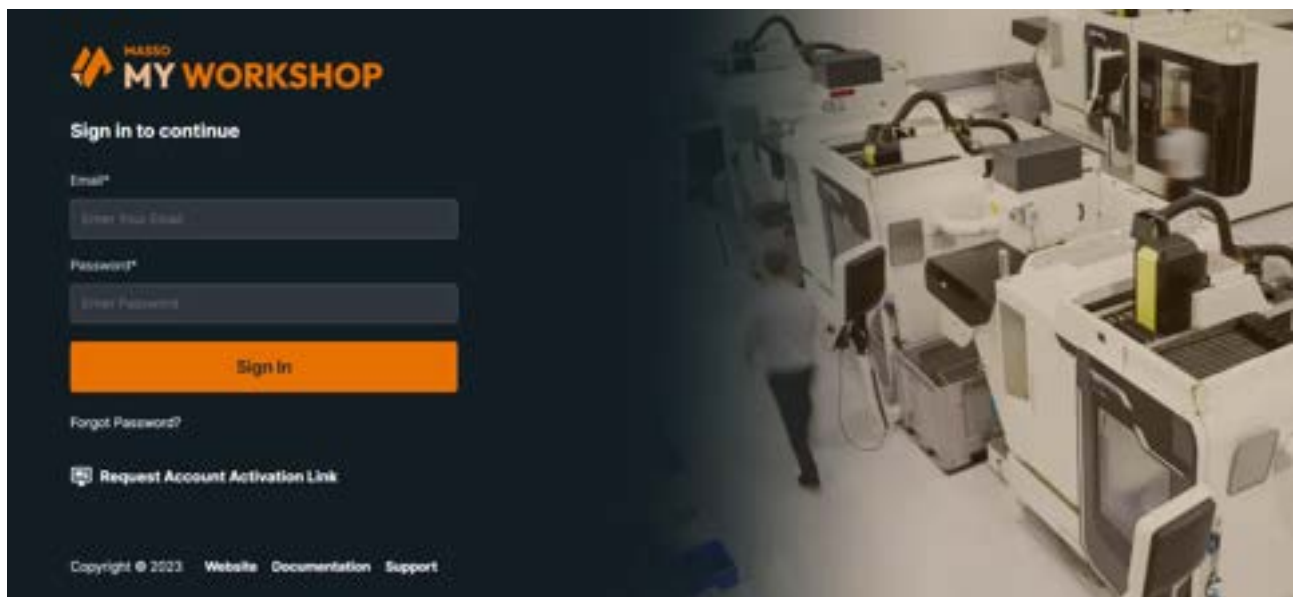 MASSO
MY WORKSHOP
Sign in to continue
Email*
Enter Your Email
Password*
Enter Password
Sign In
Forgot Password?
Request Account Activation Link
Copyright © 2023 Website Documentation Support